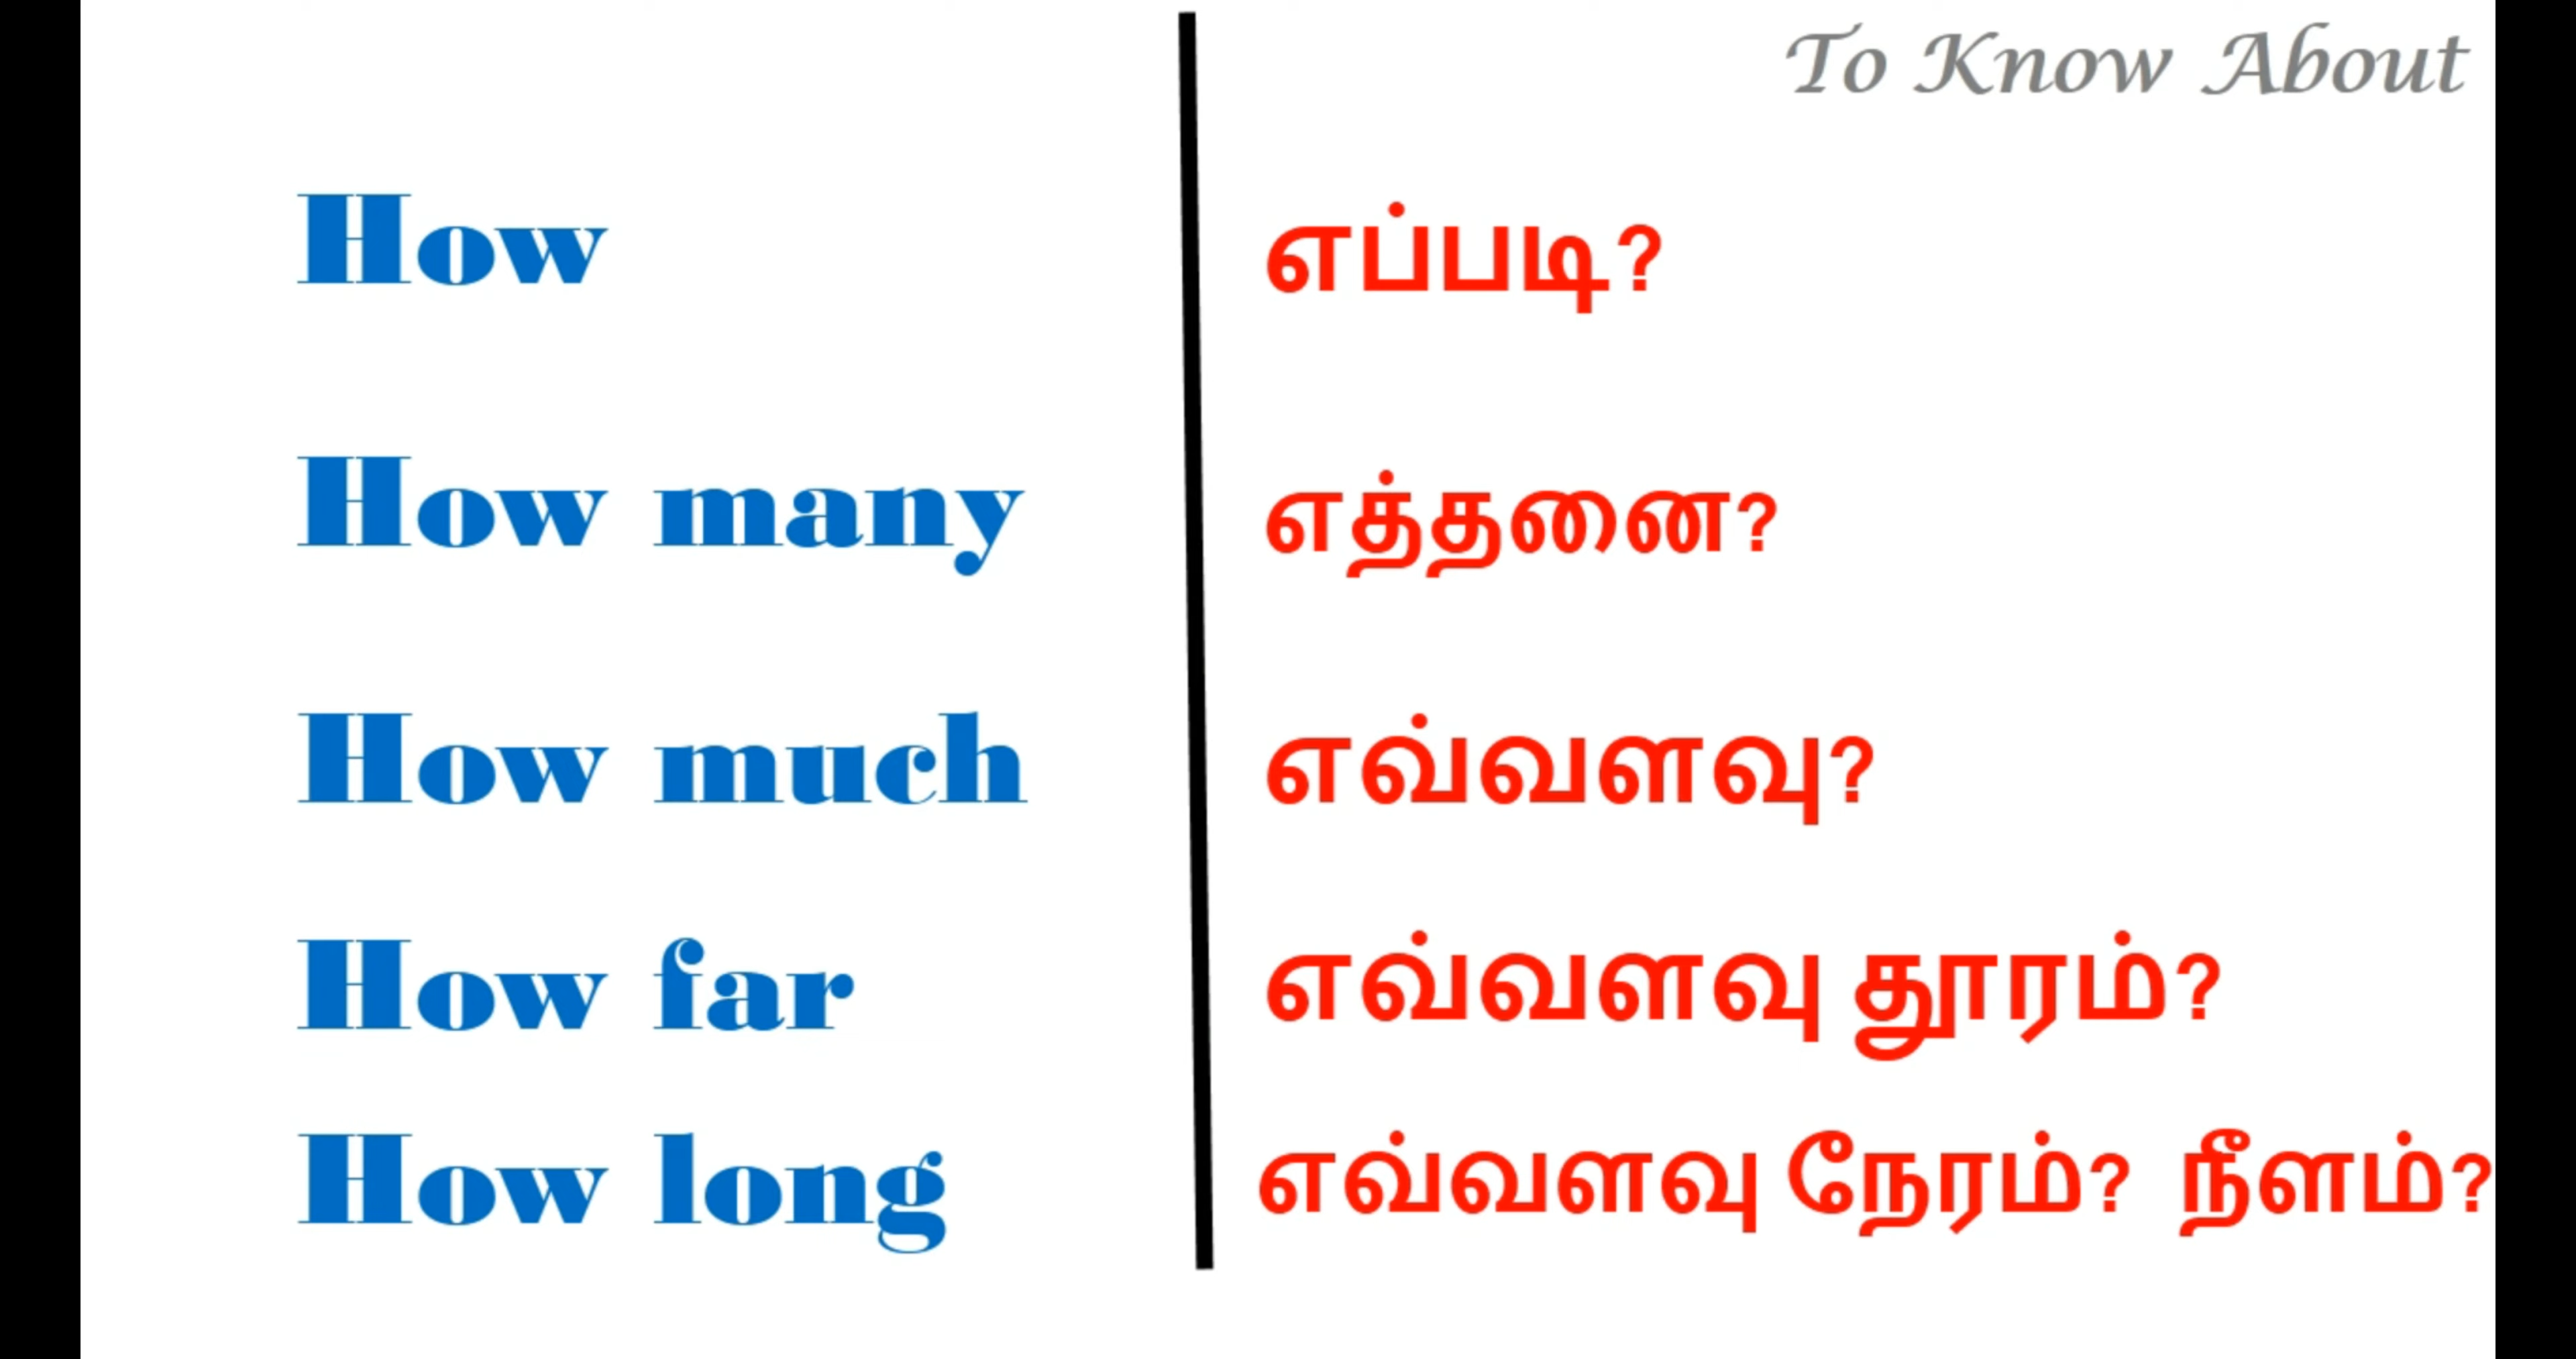 To Know About
How எப்படி?
How many எத்தனை?
How much எவ்வளவு?
How far எவ்வளவு தூரம்?
How long எவ்வளவு நேரம்? நீளம்?